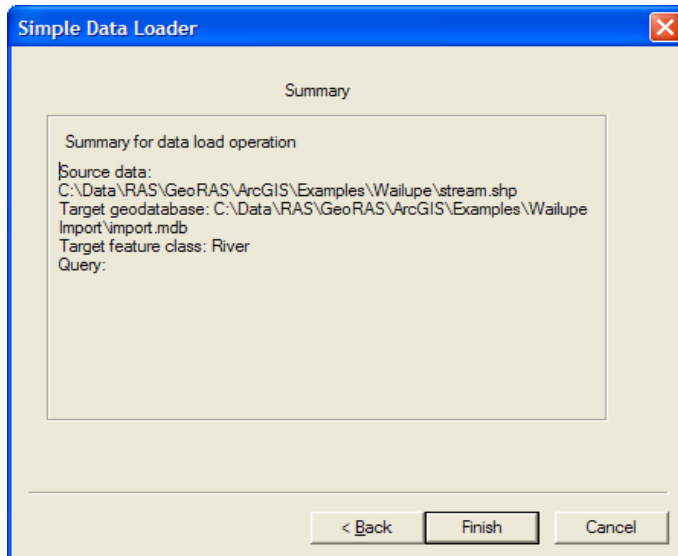 Simple Data Loader
Summary
Summary for data load operation
Source data:
C:\Data\RAS\GeoRAS\ArcGIS\Examples\Wailupe\stream.shp
Target geodatabase: C:\Data\RAS\GeoRAS\ArcGIS\Examples\Wailupe
Import\import.mdb
Target feature class: River
Query:
< Back Finish Cancel